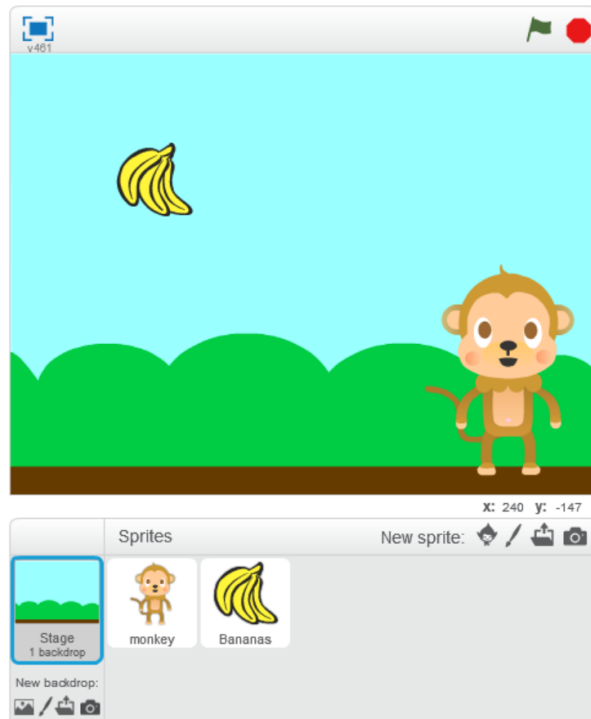 v461
x: 240 y: -147
Sprites
New sprite:
Stage
1 backdrop
monkey
Bananas
New backdrop: